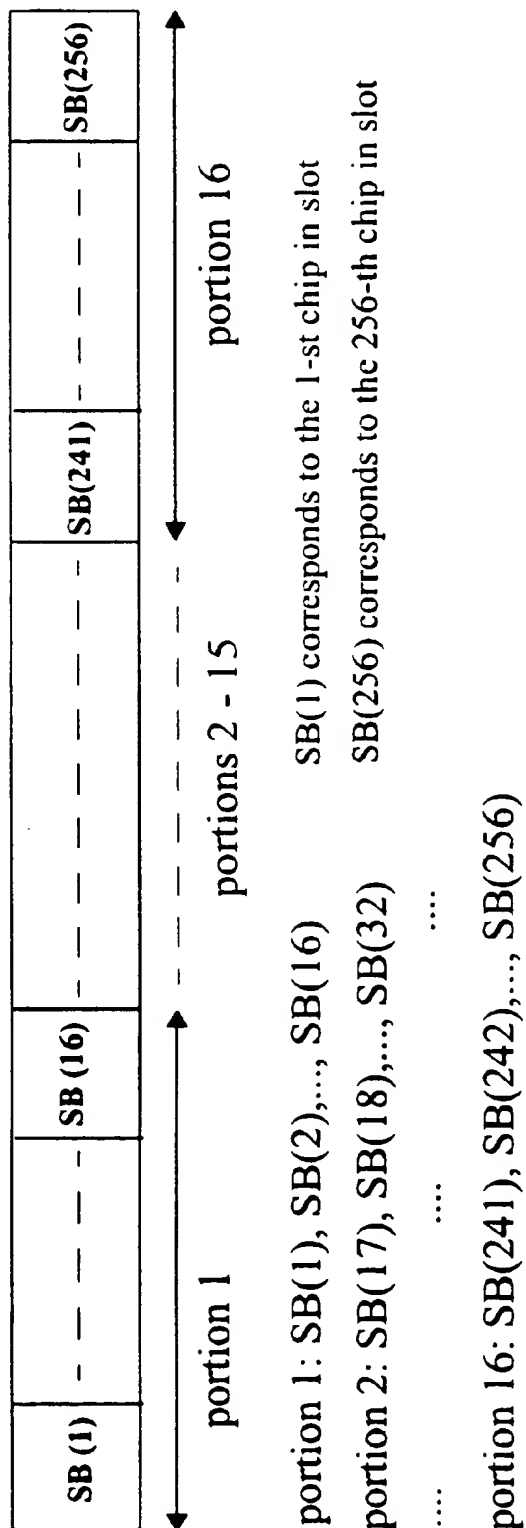 SB (1) — — — — SB (16) — — — — — — SB(241) — — — — SB(256)
portion 1 portions 2 - 15 portion 16
portion 1: SB(1), SB(2),..., SB(16)
SB(1) corresponds to the 1-st chip in slot
portion 2: SB(17), SB(18),..., SB(32)
SB(256) corresponds to the 256-th chip in slot
.... .... ....
portion 16: SB(241), SB(242),..., SB(256)